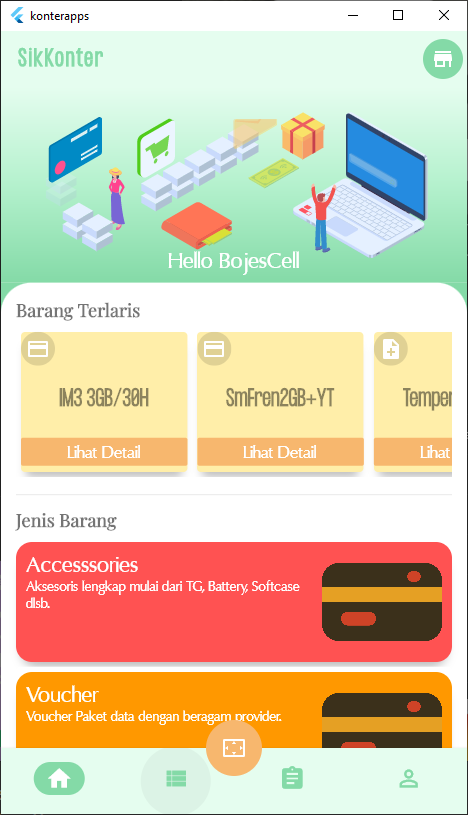 konterapps
SikKonter
Hello BojesCell
Barang Terlaris
IM3 3GB/30H
SmFren2GB+YT
Temper
Lihat Detail
Lihat Detail
Lihat
Jenis Barang
Accesssories
Aksesoris lengkap mulai dari TG, Battery, Softcase
dlsb.
Voucher
Voucher Paket data dengan beragam provider.